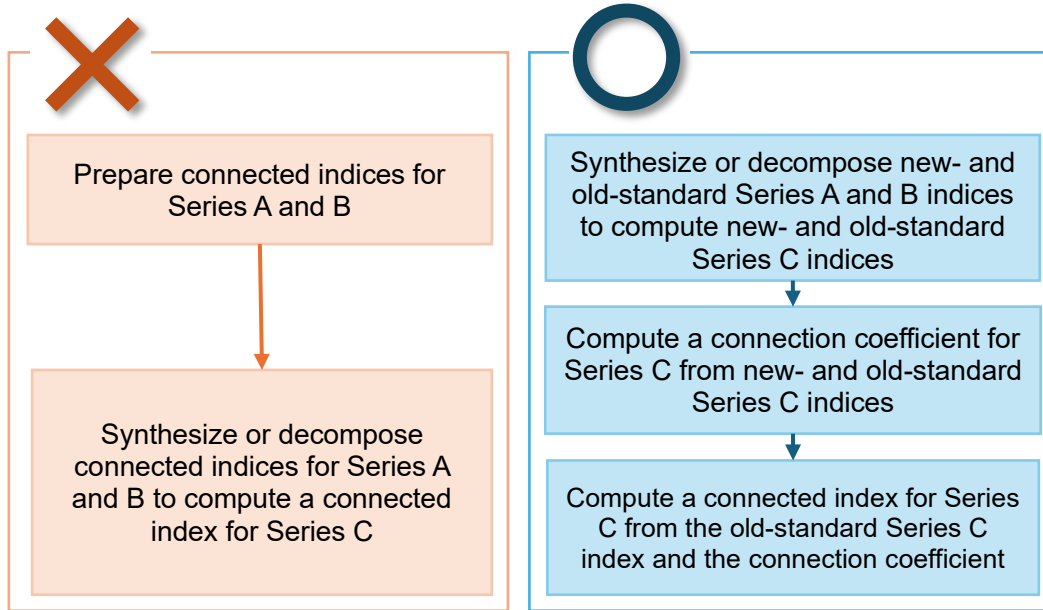 Prepare connected indices for
Series A and B
Synthesize or decompose
connected indices for Series A
and B to compute a connected
index for Series C
Synthesize or decompose new- and
old-standard Series A and B indices
to compute new- and old-standard
Series C indices
Compute a connection coefficient for
Series C from new- and old-standard
Series C indices
Compute a connected index for Series
C from the old-standard Series C
index and the connection coefficient